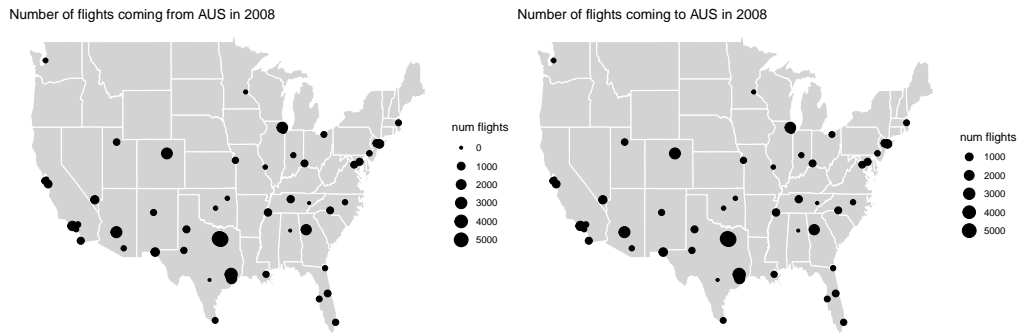 Number of flights coming from AUS in 2008
num flights
0
1000
2000
3000
4000
5000
Number of flights coming to AUS in 2008
num flights
1000
2000
3000
4000
5000